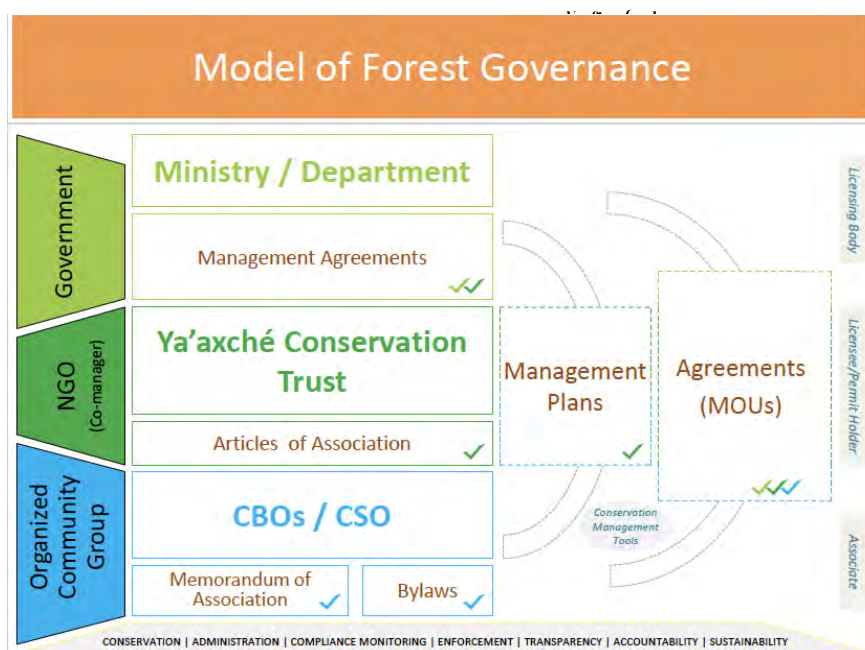 Model of Forest Governance
Government
Ministry / Department
Management Agreements
NGO
(Co-manager)
Ya’axché Conservation
Trust
Articles of Association
Organized
Community
Group
CBOs / CSO
Memorandum of
Association
Bylaws
Management
Plans
Agreements
(MOUs)
Conservation
Management
Tools
Licensing Body
Licensee/Permit Holder
Associate
CONSERVATION | ADMINISTRATION | COMPLIANCE MONITORING | ENFORCEMENT | TRANSPARENCY | ACCOUNTABILITY | SUSTAINABILITY